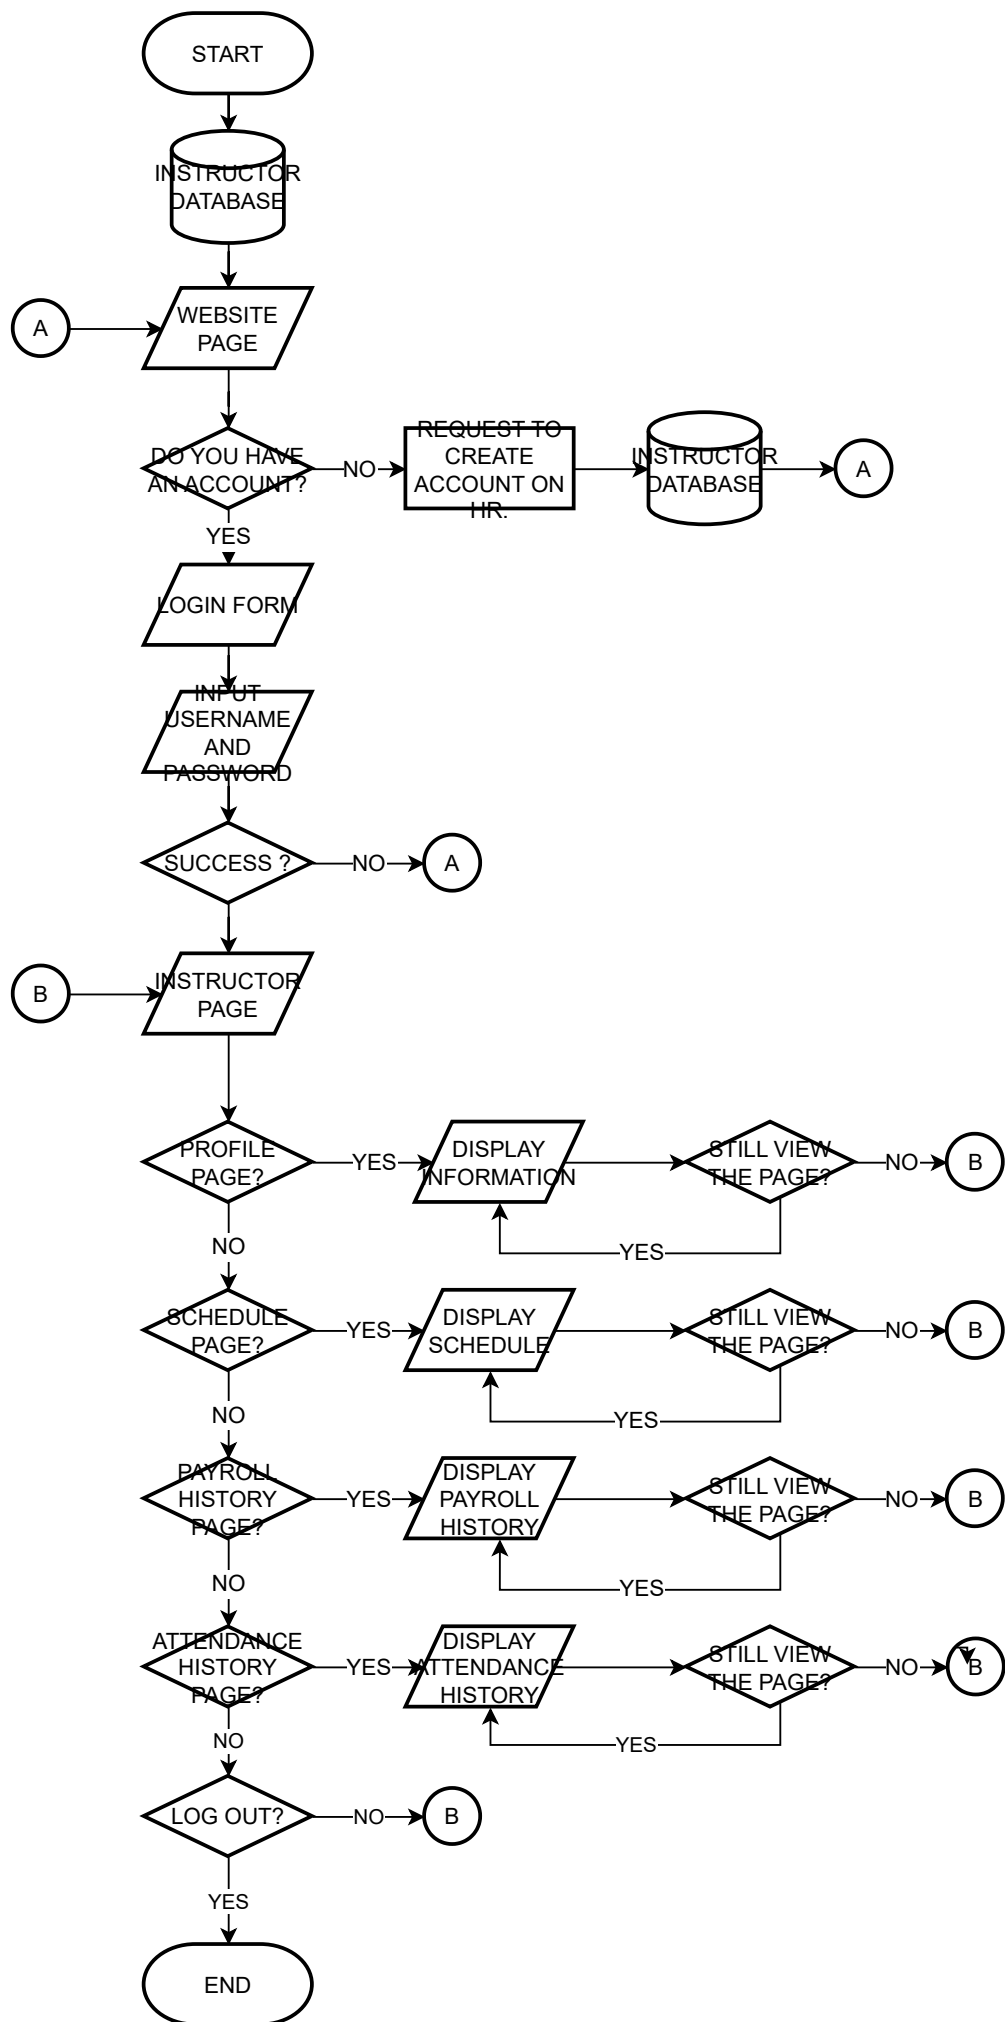 START
INSTRUCTOR
DATABASE
A
WEBSITE
PAGE
DO YOU HAVE
AN ACCOUNT?
NO
REQUEST TO
CREATE
ACCOUNT ON
HR.
INSTRUCTOR
DATABASE
A
YES
LOGIN FORM
INPUT
USERNAME
AND
PASSWORD
SUCCESS ?
NO
A
B
INSTRUCTOR
PAGE
PROFILE
PAGE?
YES
DISPLAY
INFORMATION
STILL VIEW
THE PAGE?
NO
B
YES
NO
SCHEDULE
PAGE?
YES
DISPLAY
SCHEDULE
STILL VIEW
THE PAGE?
NO
B
YES
NO
PAYROLL
HISTORY
PAGE?
YES
DISPLAY
PAYROLL
HISTORY
STILL VIEW
THE PAGE?
NO
B
YES
NO
ATTENDANCE
HISTORY
PAGE?
YES
DISPLAY
ATTENDANCE
HISTORY
STILL VIEW
THE PAGE?
NO
B
YES
NO
LOG OUT?
NO
B
YES
END